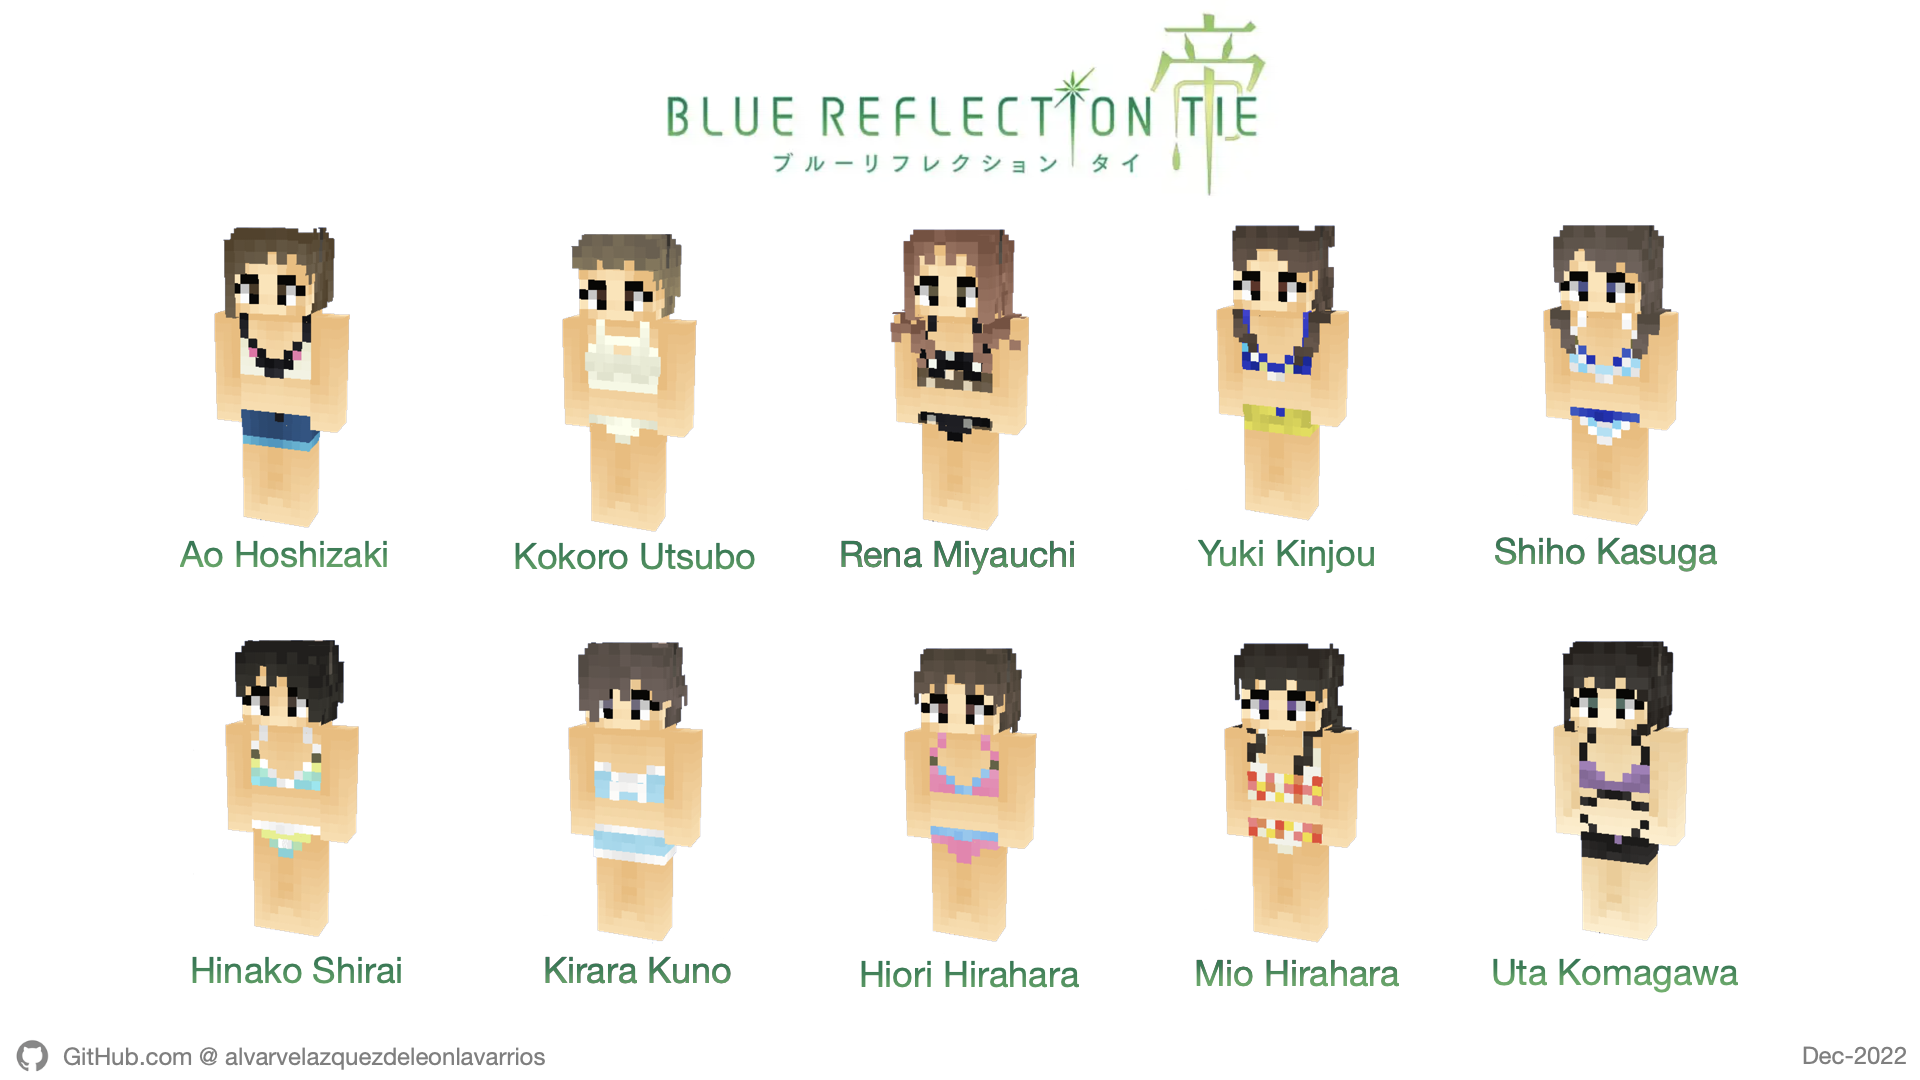 帝
BLUE REFLECTION TIE
ブルーリフレクション タイ
Ao Hoshizaki
Kokoro Utsubo
Rena Miyauchi
Yuki Kinjou
Shiho Kasuga
Hinako Shirai
Kirara Kuno
Hiori Hirahara
Mio Hirahara
Uta Komagawa
GitHub.com @ alvarvelazquezdeleonlavarrios
Dec-2022